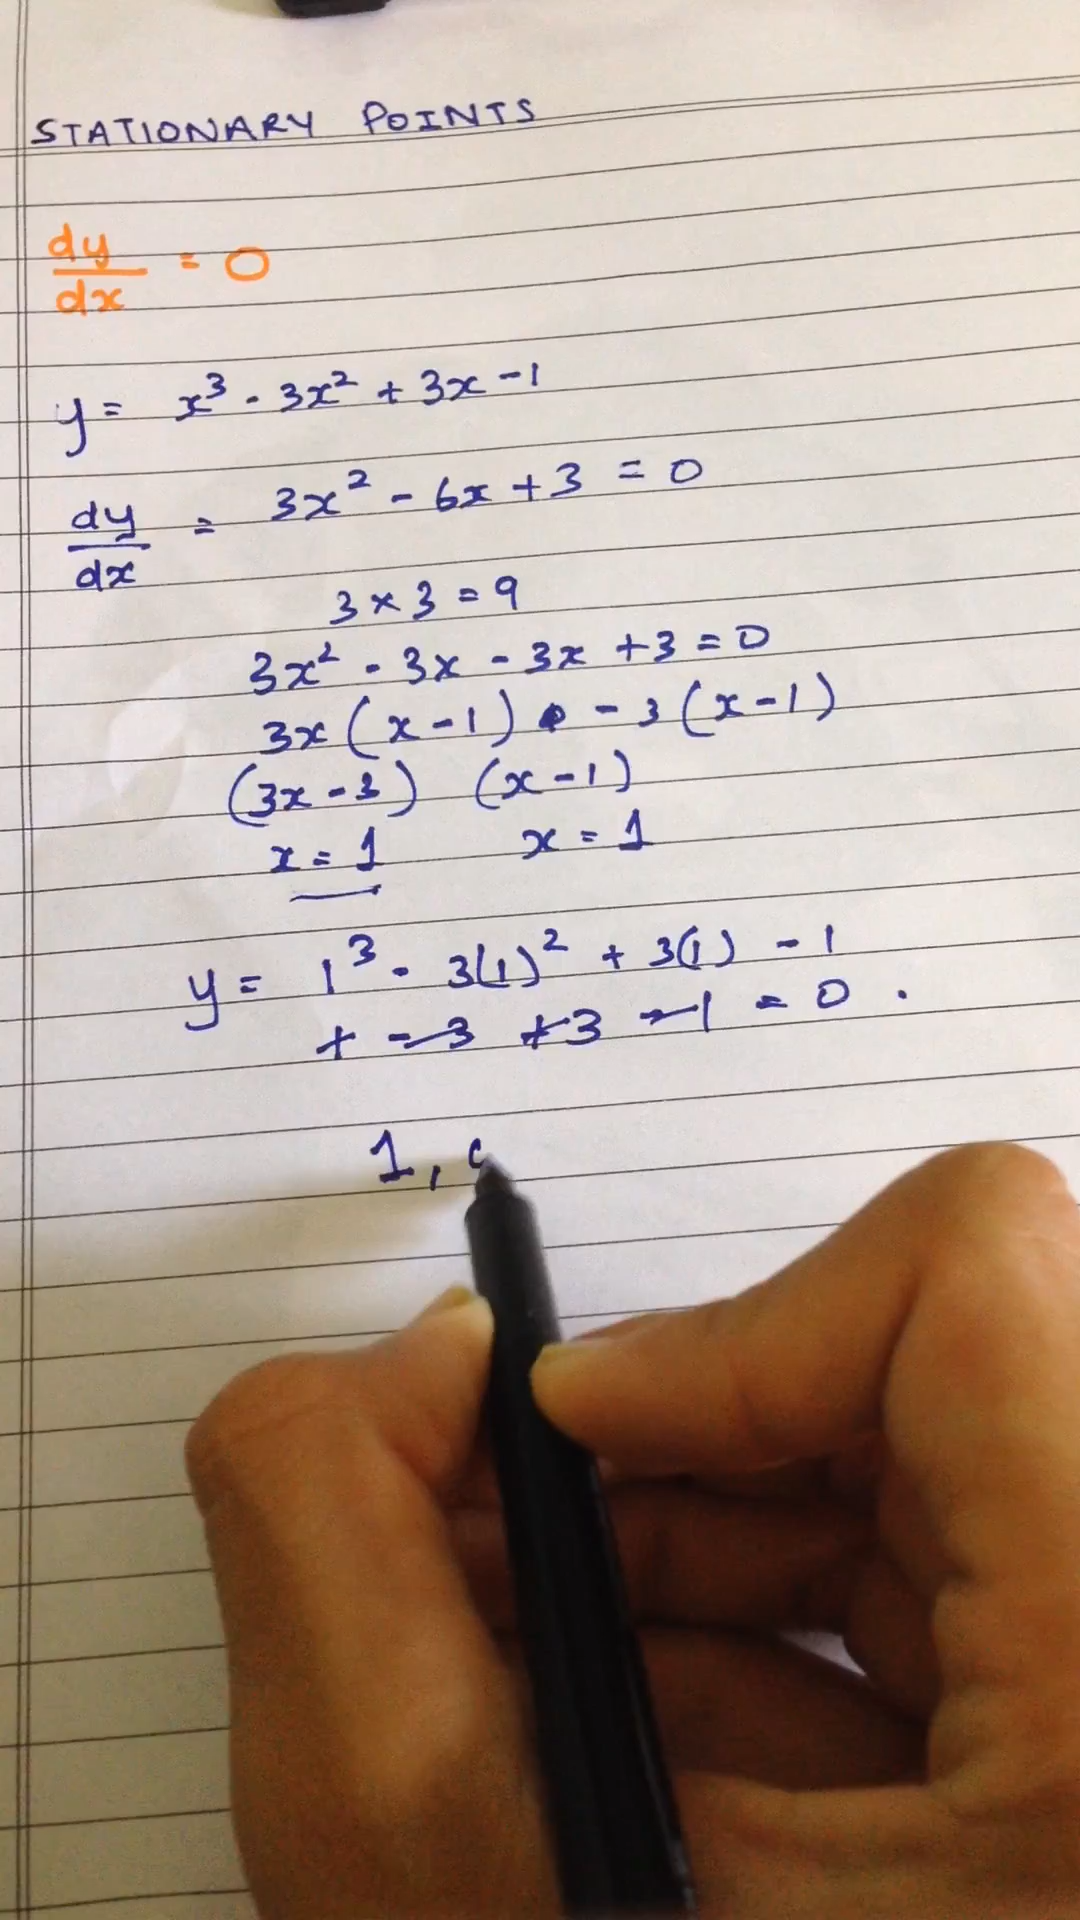 STATIONARY POINTS
dy/dx = 0
y = x³ - 3x² + 3x - 1
dy/dx = 3x² - 6x + 3 = 0
3 × 3 = 9
3x² - 3x - 3x + 3 = 0
3x (x - 1) - 3 (x - 1)
(3x - 3) (x - 1)
x = 1 x = 1
y = 1³ - 3(1)² + 3(1) - 1
1 - 3 + 3 - 1 = 0.
1,